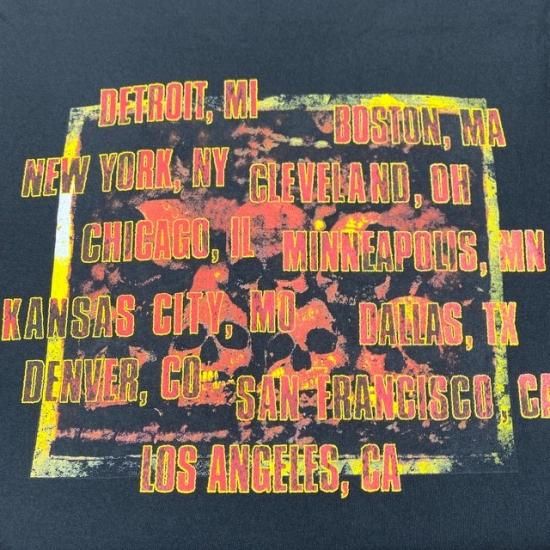 DETROIT, MI
BOSTON, MA
NEW YORK, NY
CLEVELAND, OH
CHICAGO, IL
MINNEAPOLIS, MN
KANSAS CITY, MO
DALLAS, TX
DENVER, CO
SAN FRANCISCO, CA
LOS ANGELES, CA